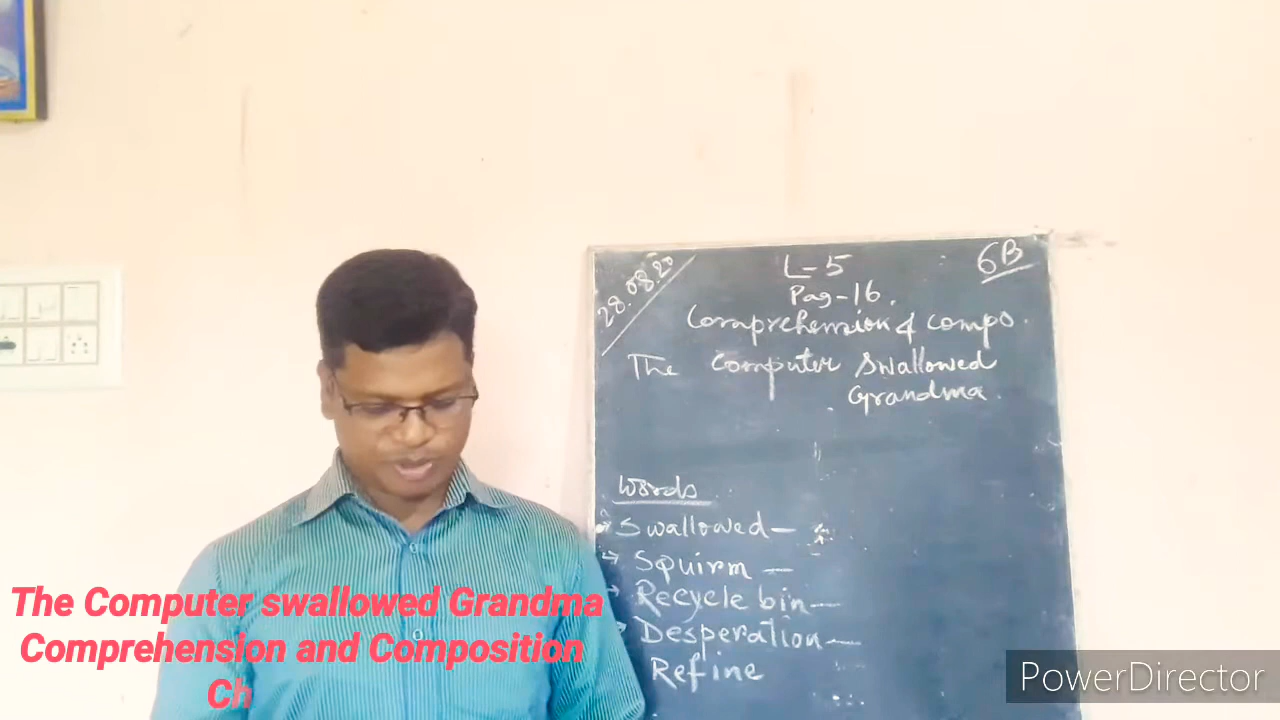 28.08.20
L-5
6B
Pag-16.
Comprehension & compo.
The Computer Swallowed
Grandma.
Words
Swallowed-
Squirm -
Recycle bin-
Desperation-
Refine
The Computer swallowed Grandma
Comprehension and Composition
Ch
PowerDirector